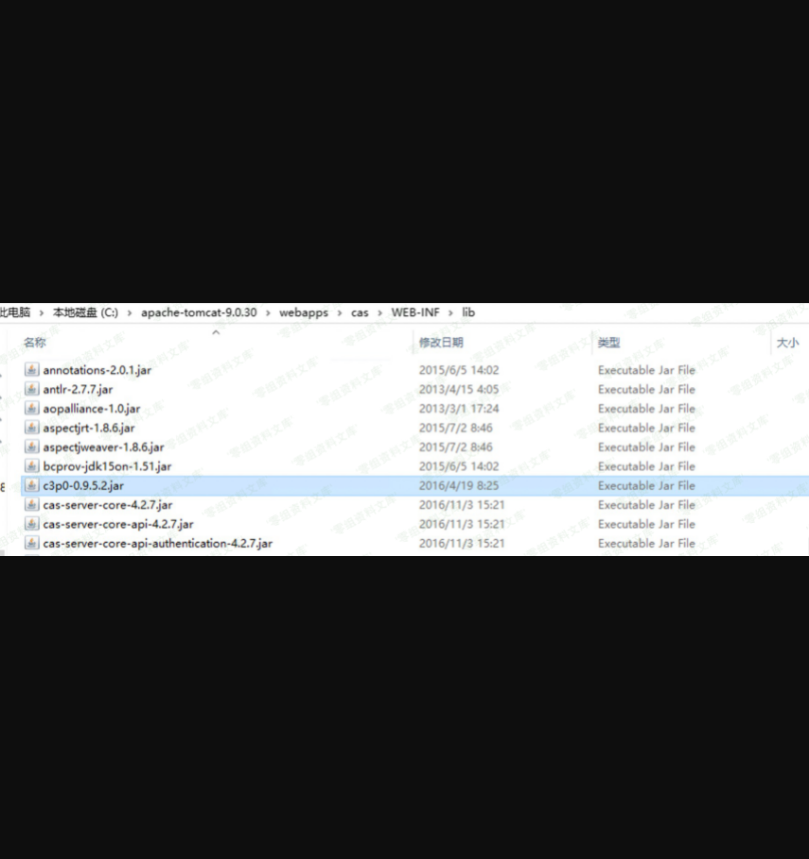 此电脑 › 本地磁盘 (C:) › apache-tomcat-9.0.30 › webapps › cas › WEB-INF › lib
名称 修改日期 类型 大小
annotations-2.0.1.jar 2015/6/5 14:02 Executable Jar File
antlr-2.7.7.jar 2013/4/15 4:05 Executable Jar File
aopalliance-1.0.jar 2013/3/1 17:24 Executable Jar File
aspectjrt-1.8.6.jar 2015/7/2 8:46 Executable Jar File
aspectjweaver-1.8.6.jar 2015/7/2 8:46 Executable Jar File
bcprov-jdk15on-1.51.jar 2015/6/5 14:02 Executable Jar File
c3p0-0.9.5.2.jar 2016/4/19 8:25 Executable Jar File
cas-server-core-4.2.7.jar 2016/11/3 15:21 Executable Jar File
cas-server-core-api-4.2.7.jar 2016/11/3 15:21 Executable Jar File
cas-server-core-api-authentication-4.2.7.jar 2016/11/3 15:21 Executable Jar File
零组资料文库